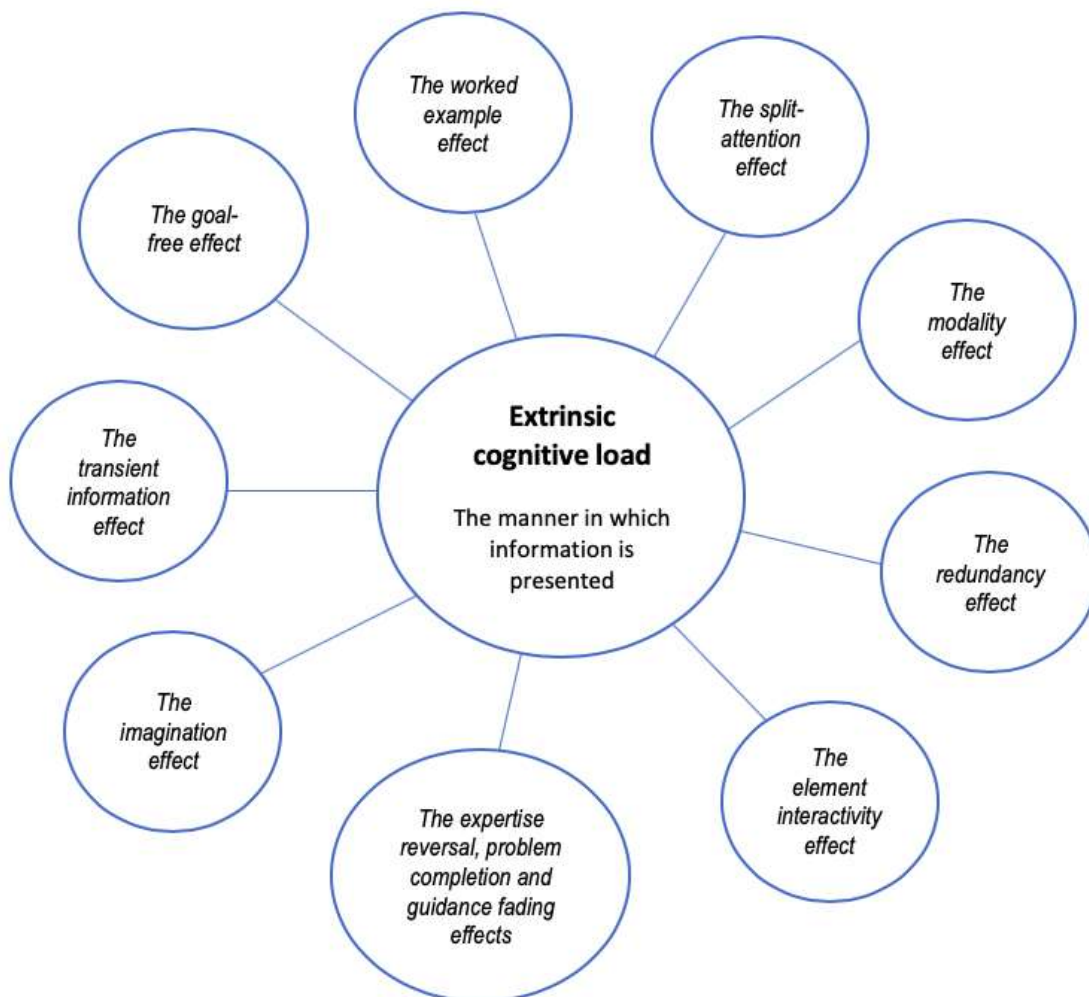 The worked
example
effect
The split-
attention
effect
The goal-
free effect
The
modality
effect
Extrinsic
cognitive load
The manner in which
information is
presented
The
transient
information
effect
The
redundancy
effect
The
imagination
effect
The
element
interactivity
effect
The expertise
reversal, problem
completion and
guidance fading
effects